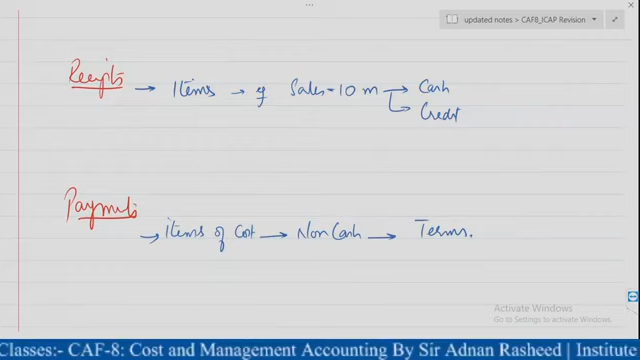 updated notes > CAF8_ICAP Revision
Receipts → Items → If Sales = 10 m → Cash
→ Credit
Payments
→ Items of Cost → Non Cash → Terms.
Activate Windows
Go to Settings to activate Windows.
Classes:- CAF-8: Cost and Management Accounting By Sir Adnan Rasheed | Institute